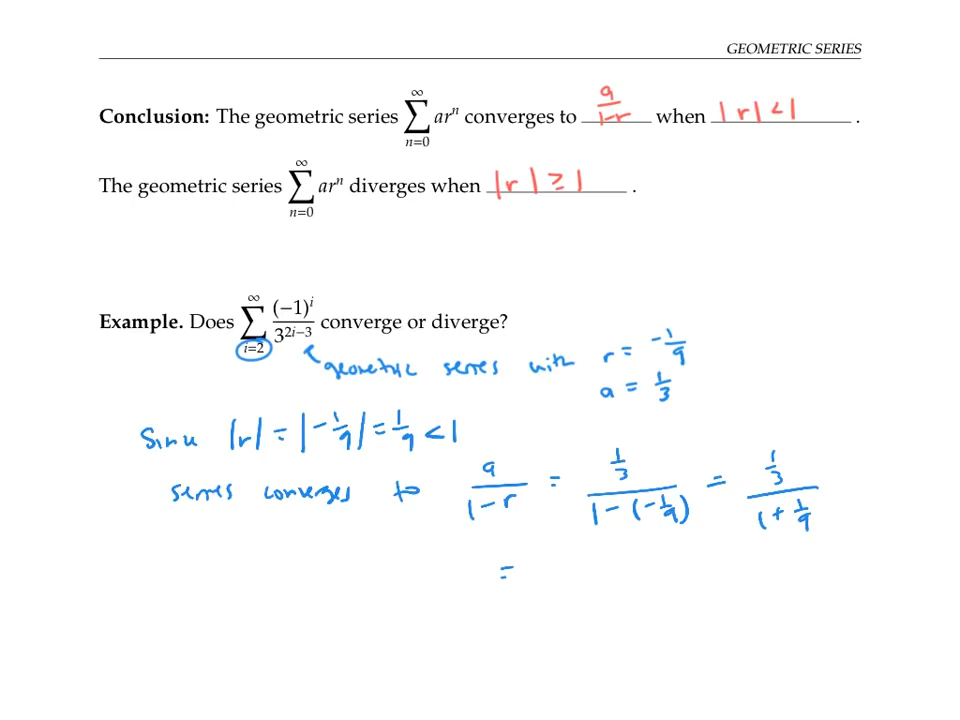 GEOMETRIC SERIES
Conclusion: The geometric series ∞∑n=0 arⁿ converges to a/(1−r) when |r| < 1.
The geometric series ∞∑n=0 arⁿ diverges when |r| ≥ 1.
Example. Does ∞∑i=2 (−1)ⁱ/3²ⁱ⁻³ converge or diverge?
geometric series with r = −1/9
a = 1/3
Since |r| = |−1/9| = 1/9 < 1
series converges to a/(1−r) = (1/3)/(1−(−1/9)) = (1/3)/(1+1/9)
=